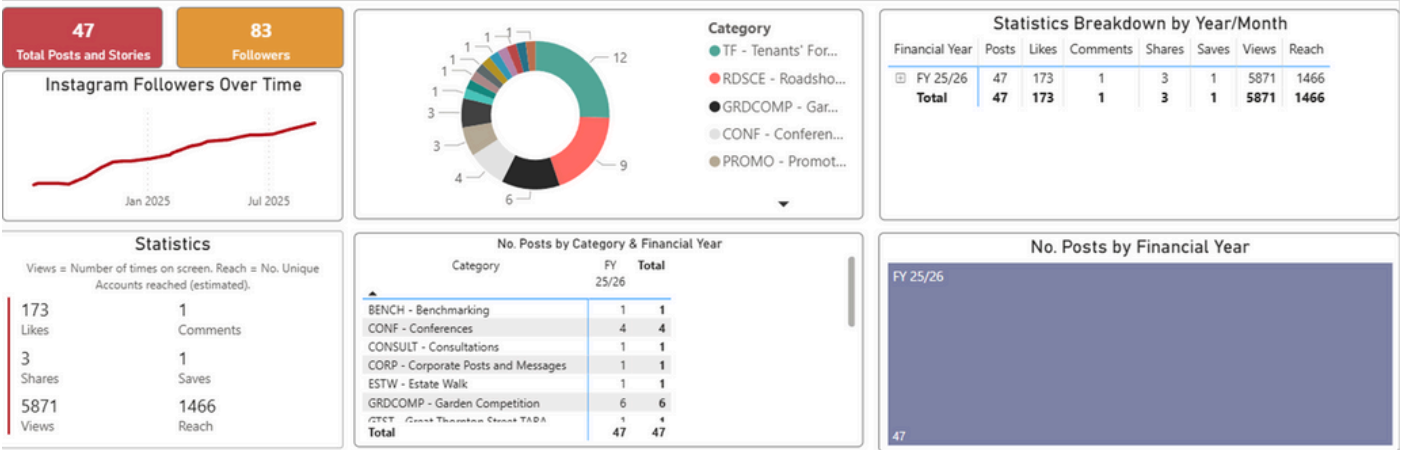 47
Total Posts and Stories
83
Followers
Instagram Followers Over Time
Jan 2025
Jul 2025
Statistics
Views = Number of times on screen. Reach = No. Unique
Accounts reached (estimated).
173
Likes
1
Comments
3
Shares
1
Saves
5871
Views
1466
Reach
12
9
6
4
3
3
1
1
1
1
1
1
Category
TF - Tenants' For...
RDSCE - Roadsho...
GRDCOMP - Gar...
CONF - Conferen...
PROMO - Promot...
No. Posts by Category & Financial Year
Category FY 25/26 Total
BENCH - Benchmarking 1 1
CONF - Conferences 4 4
CONSULT - Consultations 1 1
CORP - Corporate Posts and Messages 1 1
ESTW - Estate Walk 1 1
GRDCOMP - Garden Competition 6 6
GTST - Great Thornton Street TARA 1 1
Total 47 47
Statistics Breakdown by Year/Month
Financial Year Posts Likes Comments Shares Saves Views Reach
FY 25/26 47 173 1 3 1 5871 1466
Total 47 173 1 3 1 5871 1466
No. Posts by Financial Year
FY 25/26
47